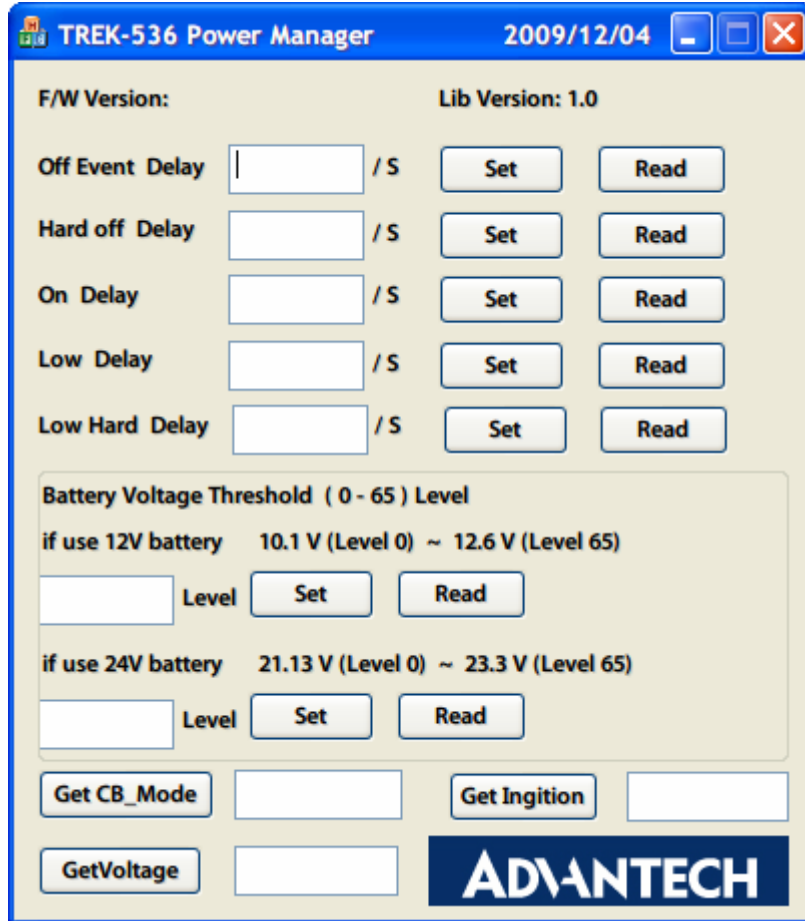 TREK-536 Power Manager 2009/12/04
F/W Version: Lib Version: 1.0
Off Event Delay / S Set Read
Hard off Delay / S Set Read
On Delay / S Set Read
Low Delay / S Set Read
Low Hard Delay / S Set Read
Battery Voltage Threshold ( 0 - 65 ) Level
if use 12V battery 10.1 V (Level 0) ~ 12.6 V (Level 65)
Level Set Read
if use 24V battery 21.13 V (Level 0) ~ 23.3 V (Level 65)
Level Set Read
Get CB_Mode Get Ingition
GetVoltage ADVANTECH